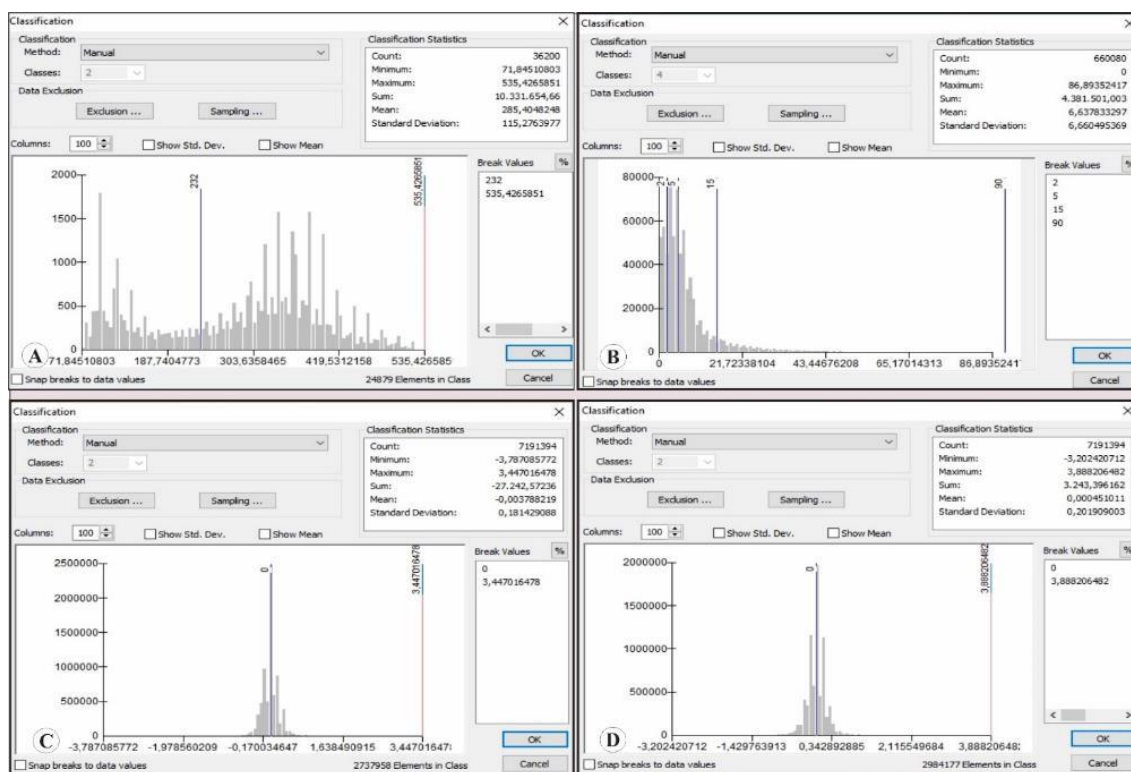 Classification
Classification
Method: Manual
Classes: 2
Data Exclusion
Exclusion ...
Sampling ...
Classification Statistics
Count: 36200
Minimum: 71,84510803
Maximum: 535,4265851
Sum: 10.331.654,66
Mean: 285,4048248
Standard Deviation: 115,2763977
Columns: 100
Show Std. Dev.
Show Mean
Break Values
%
232
535,4265851
2000
1500
1000
500
0
232
535,4265851
71,84510803 187,7404773 303,6358465 419,5312158 535,426585
A
Snap breaks to data values
24879 Elements in Class
OK
Cancel
Classification
Classification
Method: Manual
Classes: 4
Data Exclusion
Exclusion ...
Sampling ...
Classification Statistics
Count: 660080
Minimum: 0
Maximum: 86,89352417
Sum: 4.381.501,003
Mean: 6,637833297
Standard Deviation: 6,660495369
Columns: 100
Show Std. Dev.
Show Mean
Break Values
%
2
5
15
90
80000
60000
40000
20000
0
2
5
15
90
0 21,72338104 43,44676208 65,17014313 86,8935241
B
Snap breaks to data values
OK
Cancel
Classification
Classification
Method: Manual
Classes: 2
Data Exclusion
Exclusion ...
Sampling ...
Classification Statistics
Count: 7191394
Minimum: -3,787085772
Maximum: 3,447016478
Sum: -27.242,57236
Mean: -0,003788219
Standard Deviation: 0,181429088
Columns: 100
Show Std. Dev.
Show Mean
Break Values
%
0
3,447016478
2500000
2000000
1500000
1000000
500000
0
0
3,447016478
-3,787085772 -1,978560209 -0,170034647 1,638490915 3,447016478
C
Snap breaks to data values
2737958 Elements in Class
OK
Cancel
Classification
Classification
Method: Manual
Classes: 2
Data Exclusion
Exclusion ...
Sampling ...
Classification Statistics
Count: 7191394
Minimum: -3,202420712
Maximum: 3,888206482
Sum: 3.243,396162
Mean: 0,000451011
Standard Deviation: 0,201909003
Columns: 100
Show Std. Dev.
Show Mean
Break Values
%
0
3,888206482
2000000
1500000
1000000
500000
0
0
3,888206482
-3,202420712 -1,429763913 0,342892885 2,115549684 3,88820648
D
Snap breaks to data values
2984177 Elements in Class
OK
Cancel